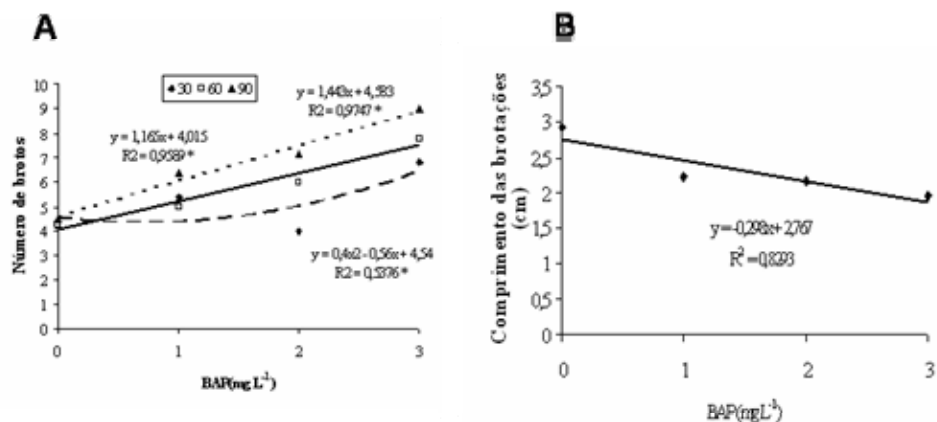 A
30 60 90
Número de brotos
10
9
8
7
6
5
4
3
2
1
0
y = 1,443x + 4,583
R2 = 0,9747 *
y = 1,165x + 4,015
R2 = 0,9589 *
y = 0,4x2 - 0,56x + 4,54
R2 = 0,5376 *
0 1 2 3
BAP(mg L-1)
B
Comprimento das brotações
(cm)
3,5
3
2,5
2
1,5
1
0,5
0
y = -0,298x + 2,767
R² = 0,8293
0 1 2 3
BAP(mg L-1)